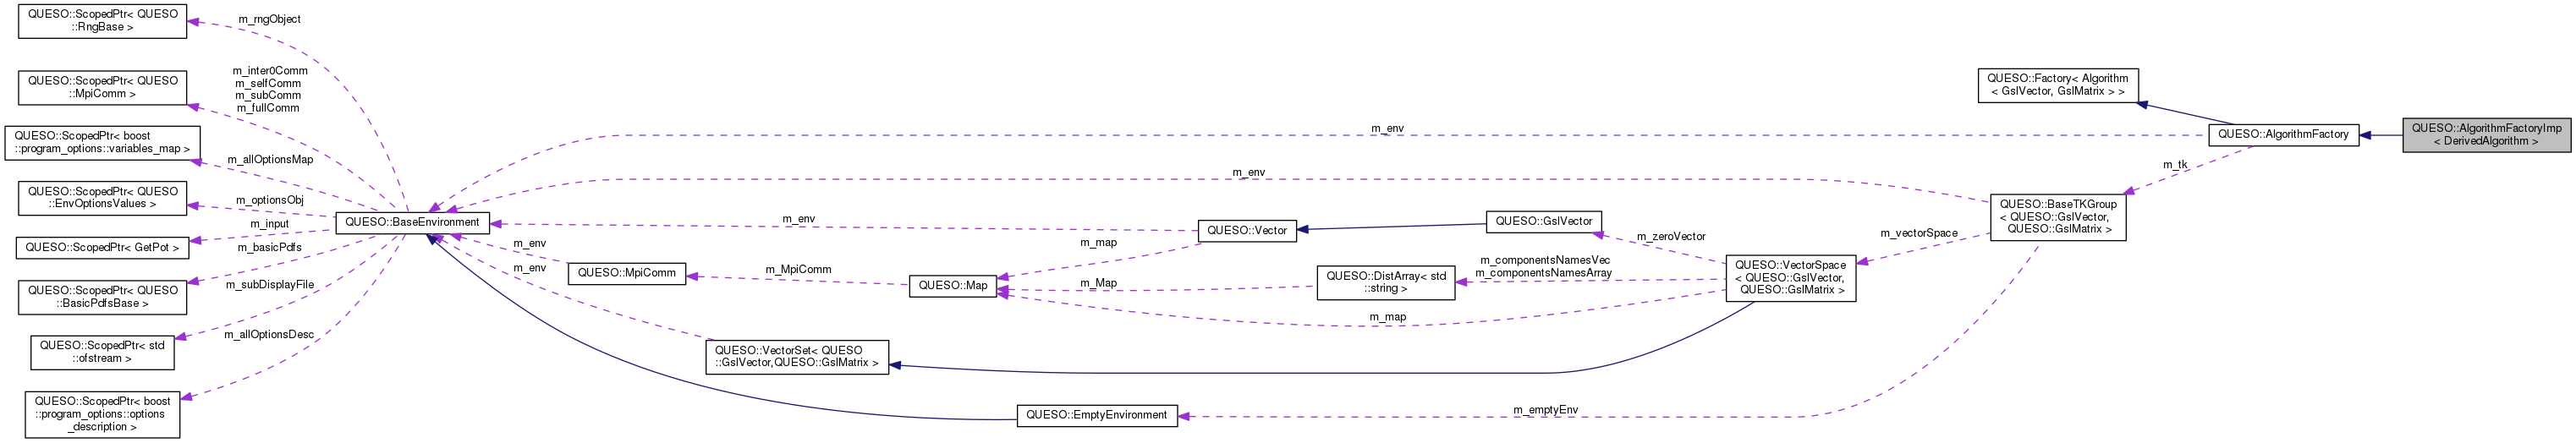 QUESO::ScopedPtr< QUESO
::RngBase >
m_rngObject
QUESO::ScopedPtr< QUESO
::MpiComm >
m_inter0Comm
m_selfComm
m_subComm
m_fullComm
QUESO::ScopedPtr< boost
::program_options::variables_map >
m_allOptionsMap
QUESO::ScopedPtr< QUESO
::EnvOptionsValues >
m_optionsObj
QUESO::ScopedPtr< GetPot >
m_input
QUESO::ScopedPtr< QUESO
::BasicPdfsBase >
m_basicPdfs
QUESO::ScopedPtr< std
::ofstream >
m_subDisplayFile
QUESO::ScopedPtr< boost
::program_options::options
_description >
m_allOptionsDesc
QUESO::BaseEnvironment
m_env
m_env
m_env
m_env
m_env
QUESO::MpiComm
QUESO::VectorSet< QUESO
::GslVector,QUESO::GslMatrix >
m_MpiComm
QUESO::Map
QUESO::EmptyEnvironment
m_map
m_Map
m_map
QUESO::Vector
QUESO::DistArray< std
::string >
QUESO::GslVector
m_zeroVector
m_componentsNamesVec
m_componentsNamesArray
m_emptyEnv
QUESO::VectorSpace
< QUESO::GslVector,
QUESO::GslMatrix >
m_vectorSpace
QUESO::Factory< Algorithm
< GslVector, GslMatrix > >
QUESO::BaseTKGroup
< QUESO::GslVector,
QUESO::GslMatrix >
m_tk
QUESO::AlgorithmFactory
QUESO::AlgorithmFactoryImp
< DerivedAlgorithm >